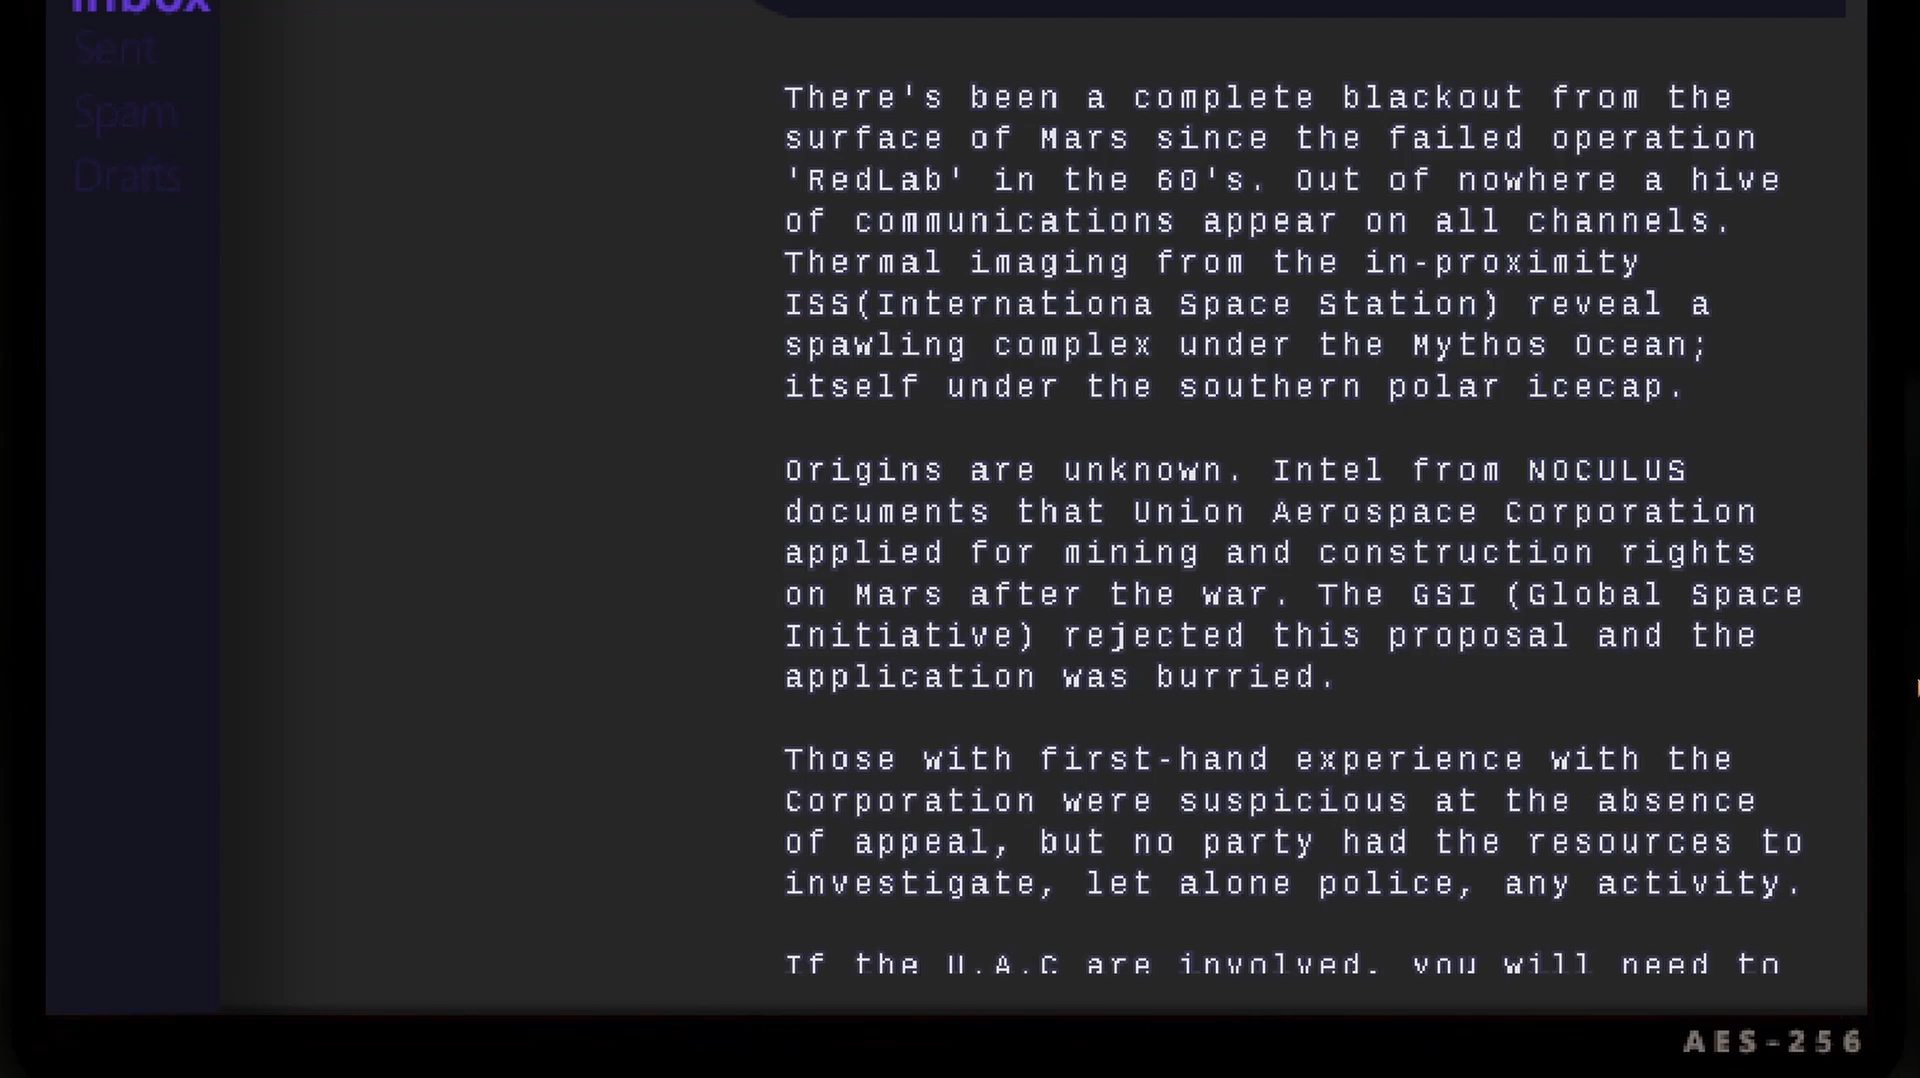 Inbox
Sent
Spam
Drafts
There's been a complete blackout from the
surface of Mars since the failed operation
'RedLab' in the 60's. Out of nowhere a hive
of communications appear on all channels.
Thermal imaging from the in-proximity
ISS(Internationa Space Station) reveal a
spawling complex under the Mythos Ocean;
itself under the southern polar icecap.
Origins are unknown. Intel from NOCULUS
documents that Union Aerospace Corporation
applied for mining and construction rights
on Mars after the war. The GSI (Global Space
Initiative) rejected this proposal and the
application was burried.
Those with first-hand experience with the
Corporation were suspicious at the absence
of appeal, but no party had the resources to
investigate, let alone police, any activity.
If the U.A.C are involved, you will need to
AES-256